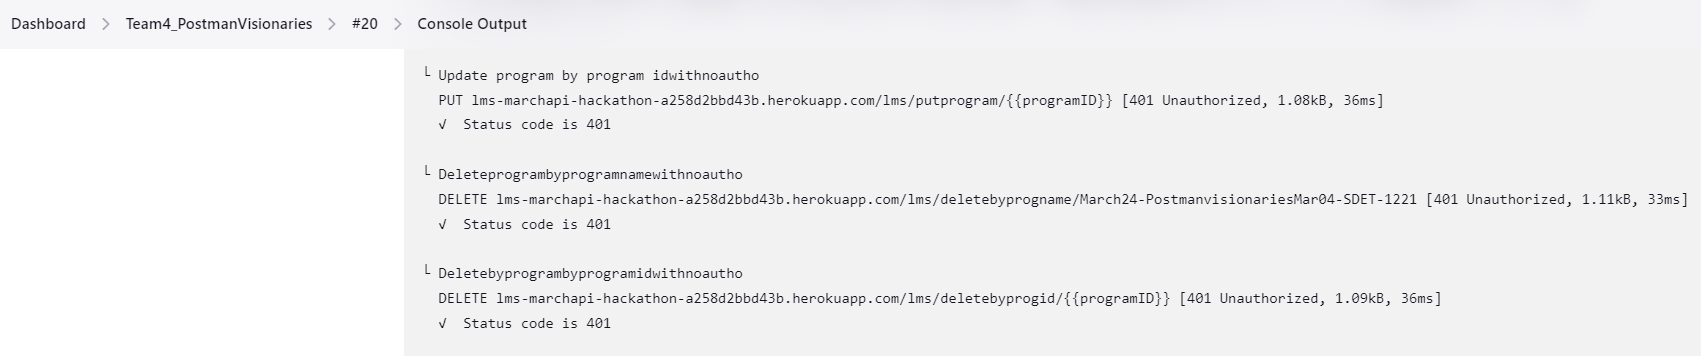 Dashboard > Team4_PostmanVisionaries > #20 > Console Output
└ Update program by program idwithnoautho
PUT lms-marchapi-hackathon-a258d2bbd43b.herokuapp.com/lms/putprogram/{{programID}} [401 Unauthorized, 1.08kB, 36ms]
√ Status code is 401
└ Deleteprogrambyprogramnamewithnoautho
DELETE lms-marchapi-hackathon-a258d2bbd43b.herokuapp.com/lms/deletebyprogname/March24-PostmanvisionariesMar04-SDET-1221 [401 Unauthorized, 1.11kB, 33ms]
√ Status code is 401
└ Deletebyprogrambyprogramidwithnoautho
DELETE lms-marchapi-hackathon-a258d2bbd43b.herokuapp.com/lms/deletebyprogid/{{programID}} [401 Unauthorized, 1.09kB, 36ms]
√ Status code is 401